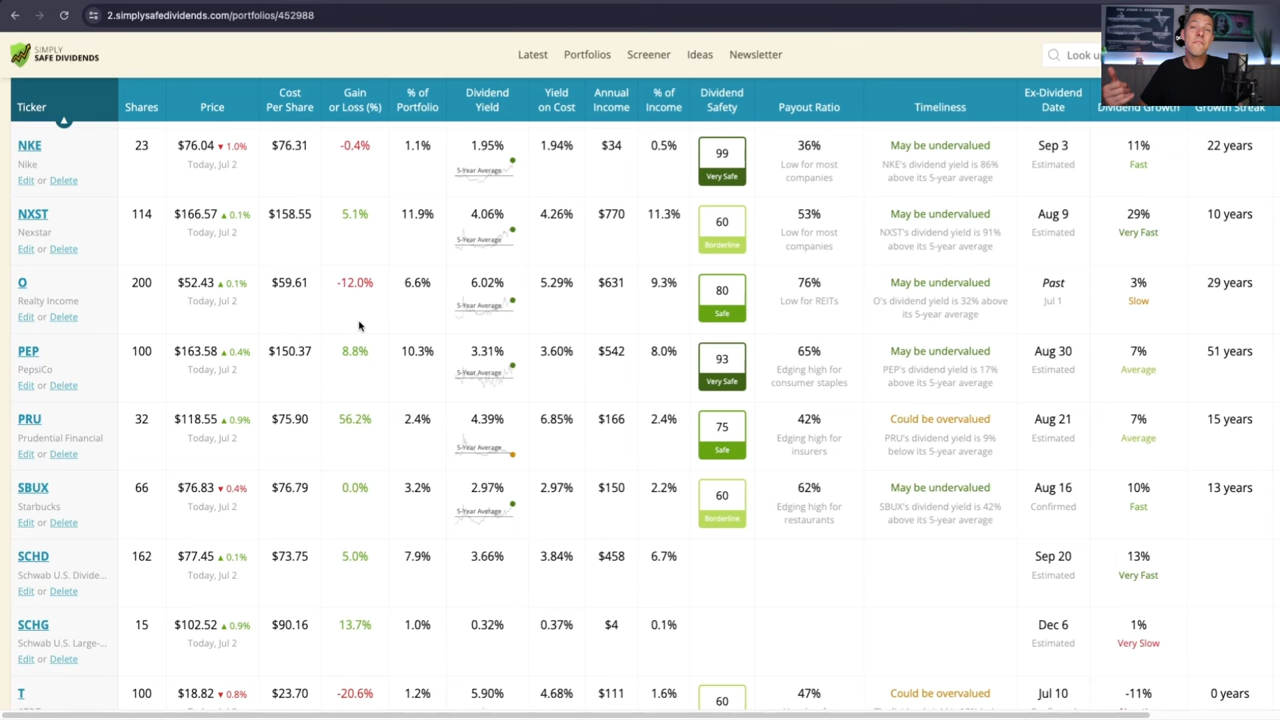 2.simplysafedividends.com/portfolios/452988
SIMPLY
SAFE DIVIDENDS
Latest Portfolios Screener Ideas Newsletter
Look
Ticker Shares Price Cost Per Share Gain or Loss (%) % of Portfolio Dividend Yield Yield on Cost Annual Income % of Income Dividend Safety Payout Ratio Timeliness Ex-Dividend Date Dividend Growth Growth Streak
NKE 23 $76.04 ▼ 1.0% $76.31 -0.4% 1.1% 1.95% 1.94% $34 0.5% 99 36% May be undervalued Sep 3 11% 22 years
Nike Today, Jul 2 5-Year Average Very Safe Low for most companies NKE's dividend yield is 86% above its 5-year average Estimated Fast
Edit or Delete
NXST 114 $166.57 ▲ 0.1% $158.55 5.1% 11.9% 4.06% 4.26% $770 11.3% 60 53% May be undervalued Aug 9 29% 10 years
Nexstar Today, Jul 2 5-Year Average Borderline Low for most companies NXST's dividend yield is 91% above its 5-year average Estimated Very Fast
Edit or Delete
O 200 $52.43 ▲ 0.1% $59.61 -12.0% 6.6% 6.02% 5.29% $631 9.3% 80 76% May be undervalued Past 3% 29 years
Realty Income Today, Jul 2 5-Year Average Safe Low for REITs O's dividend yield is 32% above its 5-year average Jul 1 Slow
Edit or Delete
PEP 100 $163.58 ▲ 0.4% $150.37 8.8% 10.3% 3.31% 3.60% $542 8.0% 93 65% May be undervalued Aug 30 7% 51 years
PepsiCo Today, Jul 2 5-Year Average Very Safe Edging high for consumer staples PEP's dividend yield is 17% above its 5-year average Estimated Average
Edit or Delete
PRU 32 $118.55 ▲ 0.9% $75.90 56.2% 2.4% 4.39% 6.85% $166 2.4% 75 42% Could be overvalued Aug 21 7% 15 years
Prudential Financial Today, Jul 2 5-Year Average Safe Edging high for insurers PRU's dividend yield is 9% below its 5-year average Estimated Average
Edit or Delete
SBUX 66 $76.83 ▼ 0.4% $76.79 0.0% 3.2% 2.97% 2.97% $150 2.2% 60 62% May be undervalued Aug 16 10% 13 years
Starbucks Today, Jul 2 5-Year Average Borderline Edging high for restaurants SBUX's dividend yield is 42% above its 5-year average Confirmed Fast
Edit or Delete
SCHD 162 $77.45 ▲ 0.1% $73.75 5.0% 7.9% 3.66% 3.84% $458 6.7% Sep 20 13%
Schwab U.S. Divide... Today, Jul 2 Estimated Very Fast
Edit or Delete
SCHG 15 $102.52 ▲ 0.9% $90.16 13.7% 1.0% 0.32% 0.37% $4 0.1% Dec 6 1%
Schwab U.S. Large-... Today, Jul 2 Estimated Very Slow
Edit or Delete
T 100 $18.82 ▼ 0.8% $23.70 -20.6% 1.2% 5.90% 4.68% $111 1.6% 60 47% Could be overvalued Jul 10 -11% 0 years